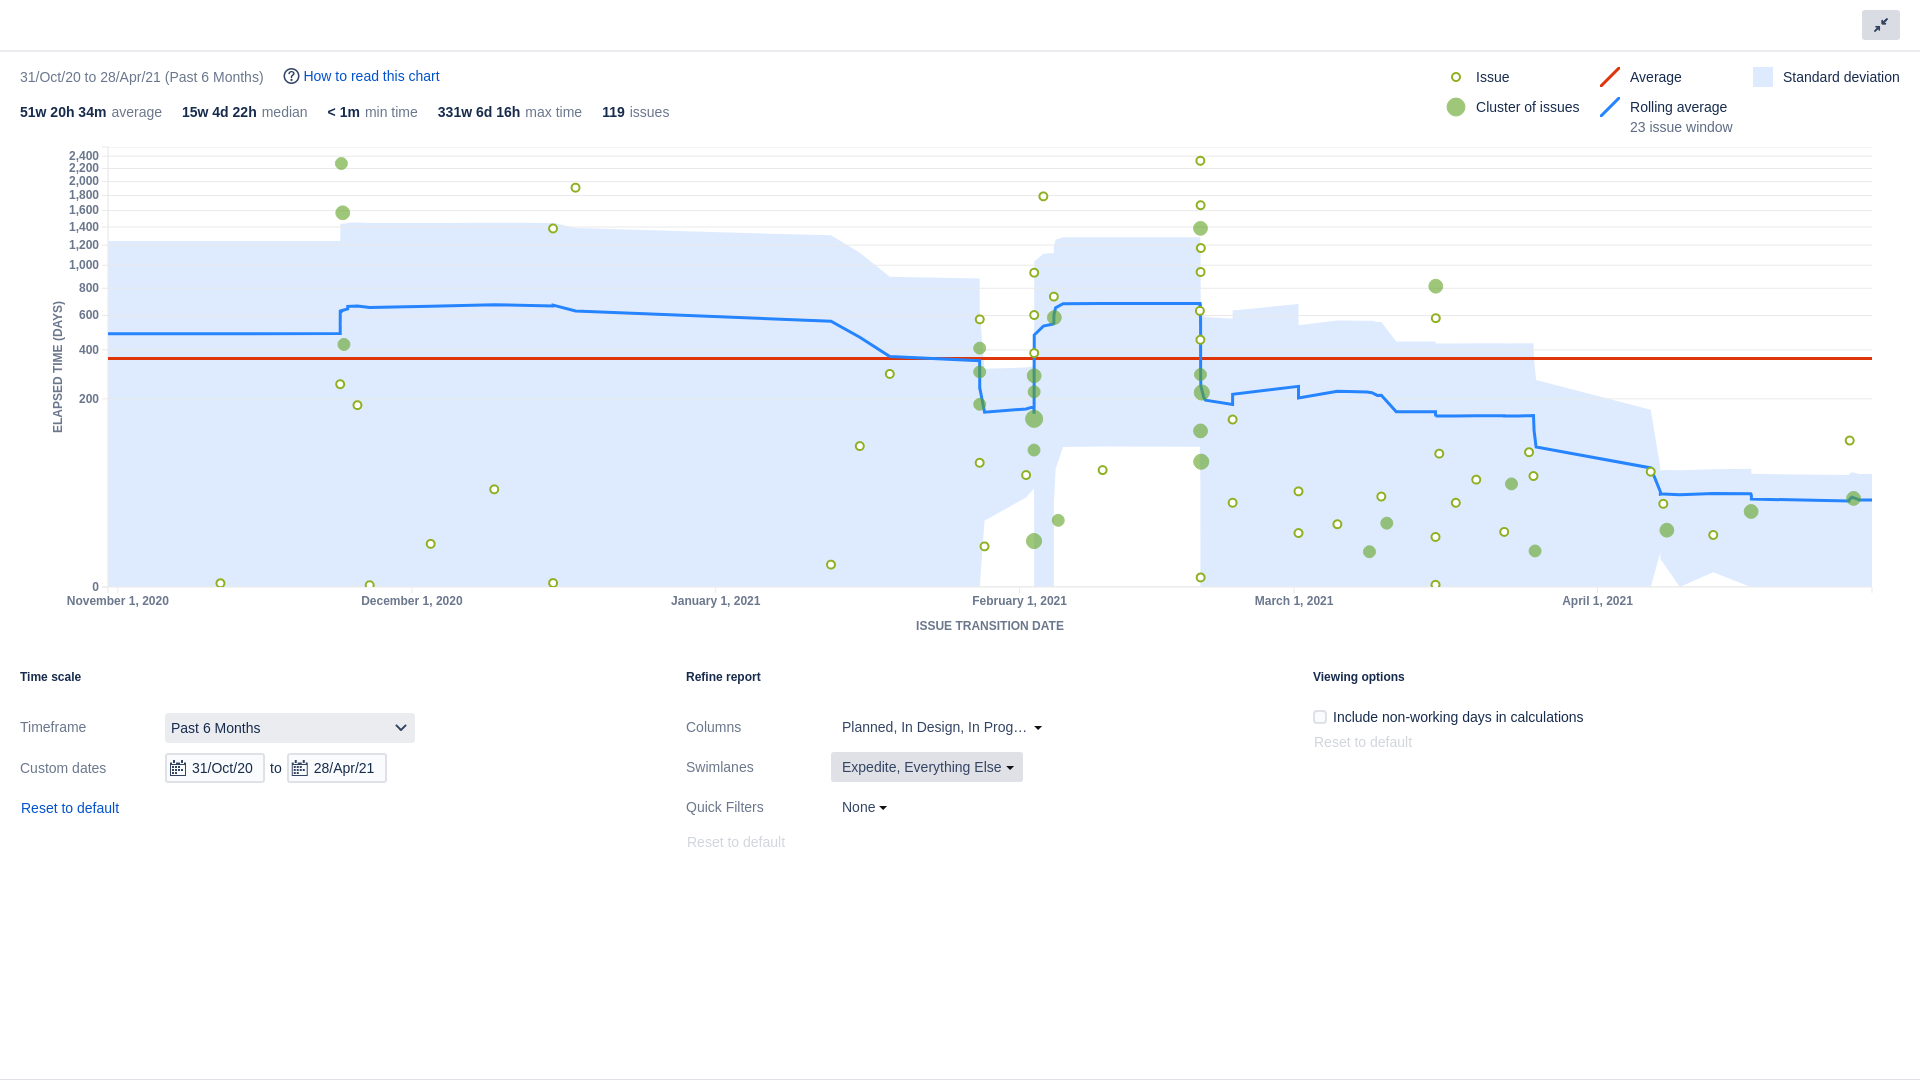 31/Oct/20 to 28/Apr/21 (Past 6 Months) How to read this chart
51w 20h 34m average 15w 4d 22h median < 1m min time 331w 6d 16h max time 119 issues
Issue Average Standard deviation
Cluster of issues Rolling average
23 issue window
2,400
2,200
2,000
1,800
1,600
1,400
1,200
1,000
800
600
400
200
0
ELAPSED TIME (DAYS)
November 1, 2020 December 1, 2020 January 1, 2021 February 1, 2021 March 1, 2021 April 1, 2021
ISSUE TRANSITION DATE
Time scale
Timeframe Past 6 Months
Custom dates 31/Oct/20 to 28/Apr/21
Reset to default
Refine report
Columns Planned, In Design, In Prog…
Swimlanes Expedite, Everything Else
Quick Filters None
Reset to default
Viewing options
Include non-working days in calculations
Reset to default